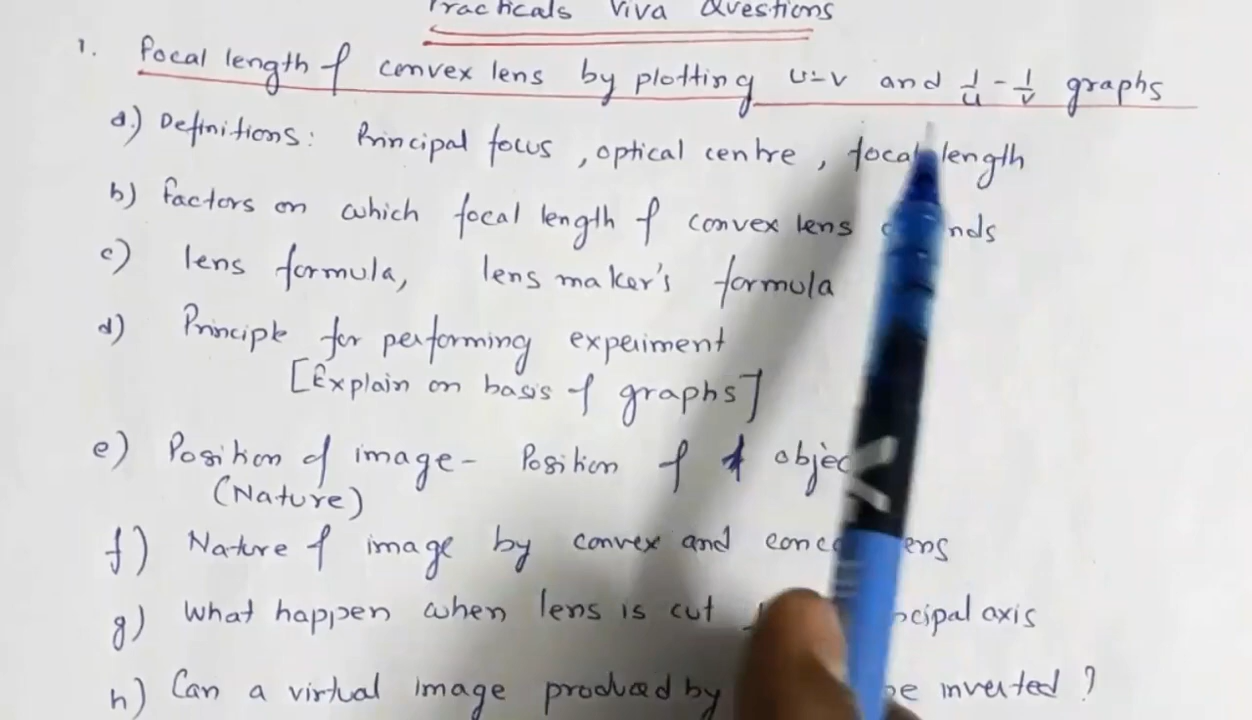 Practicals Viva Questions
1. Focal length of convex lens by plotting u-v and 1/u - 1/v graphs
a.) Definitions: Principal focus, optical centre, focal length
b) factors on which focal length of convex lens
c) lens formula, lens maker's formula
d) Principle for performing experiment
[Explain on basis of graphs]
e) Position of image - Position of
(Nature)
f) Nature of image by convex and
g) What happen when lens is cut axis
h) Can a virtual image produced by inverted ?